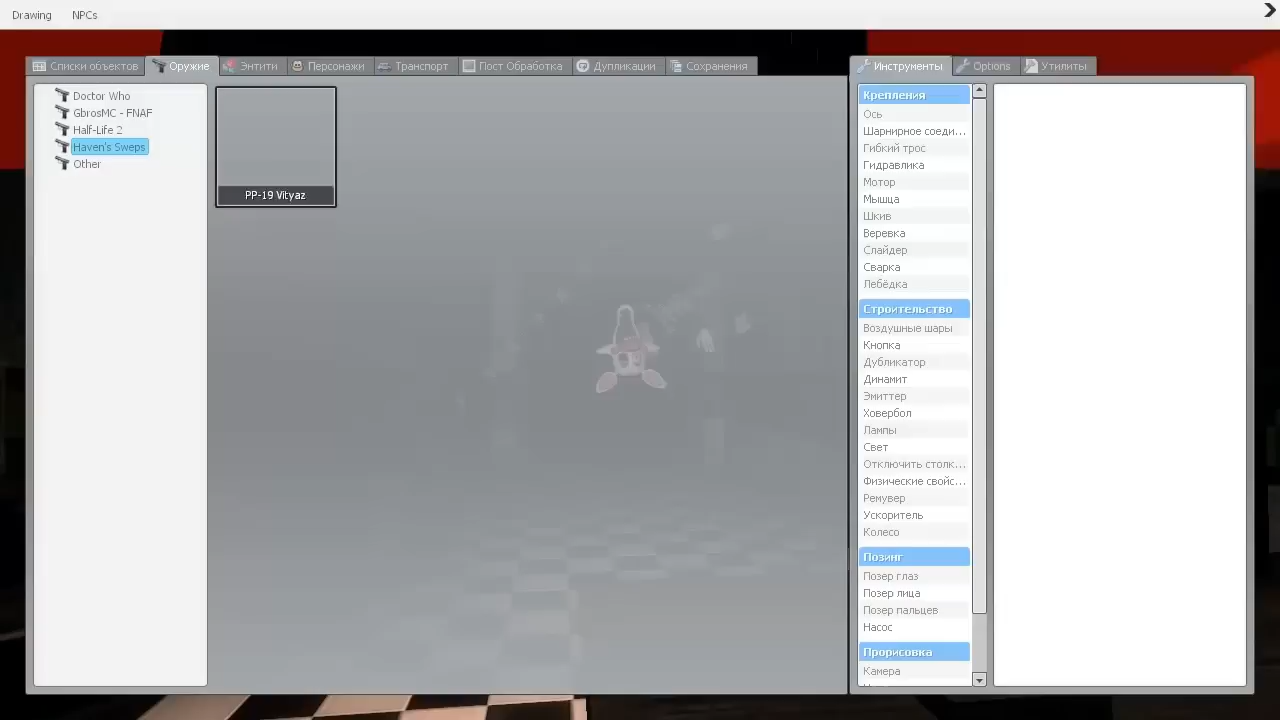 Drawing NPCs
Списки объектов Оружие Энтити Персонажи Транспорт Пост Обработка Дупликации Сохранения
Doctor Who
GbrosMC - FNAF
Half-Life 2
Haven's Sweps
Other
PP-19 Vityaz
Инструменты Options Утилиты
Крепления
Ось
Шарнирное соеди...
Гибкий трос
Гидравлика
Мотор
Мышца
Шкив
Веревка
Слайдер
Сварка
Лебёдка
Строительство
Воздушные шары
Кнопка
Дубликатор
Динамит
Эмиттер
Ховербол
Лампы
Свет
Отключить столк...
Физические свойс...
Ремувер
Ускоритель
Колесо
Позинг
Позер глаз
Позер лица
Позер пальцев
Насос
Прорисовка
Камера